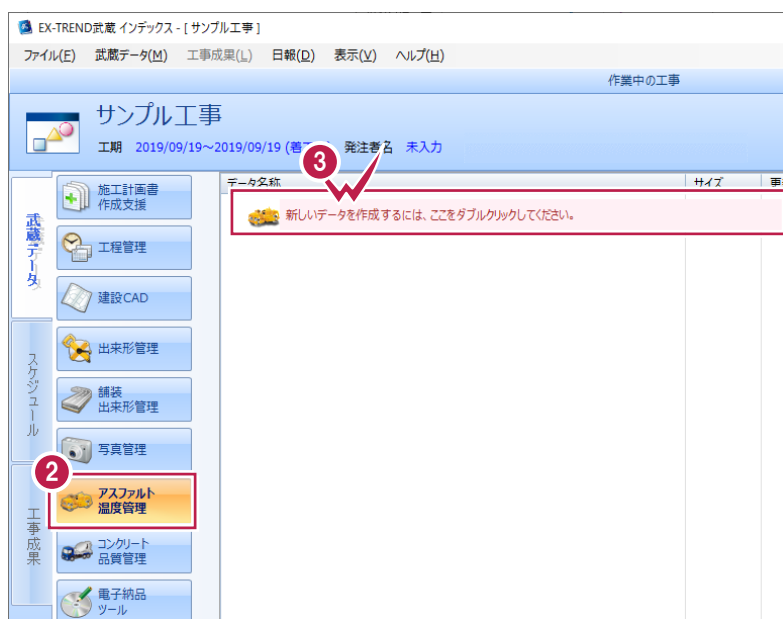 EX-TREND武蔵 インデックス - [ サンプル工事 ]
ファイル(F) 武蔵データ(M) 工事成果(L) 日報(D) 表示(V) ヘルプ(H)
作業中の工事
サンプル工事
工期 2019/09/19～2019/09/19 発注者名 未入力
3
データ名称 サイズ
新しいデータを作成するには、ここをダブルクリックしてください。
武蔵データ
スケジュール
工事成果
施工計画書
作成支援
工程管理
建設CAD
出来形管理
舗装
出来形管理
写真管理
2
アスファルト
温度管理
コンクリート
品質管理
電子納品
ツール